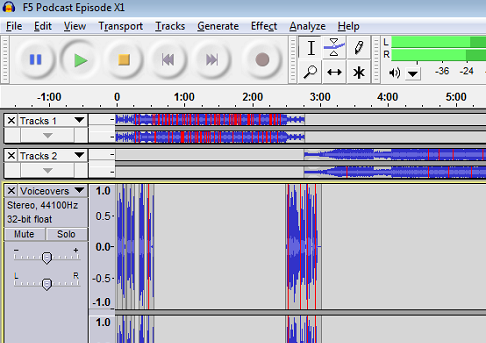 F5 Podcast Episode X1
File Edit View Transport Tracks Generate Effect Analyze Help
L
R
-36 -24
-1:00 0 1:00 2:00 3:00 4:00 5:00
Tracks 1
Tracks 2
Voiceovers
Stereo, 44100Hz
32-bit float
Mute Solo
- +
L R
1.0
0.5
0.0
-0.5
-1.0
1.0